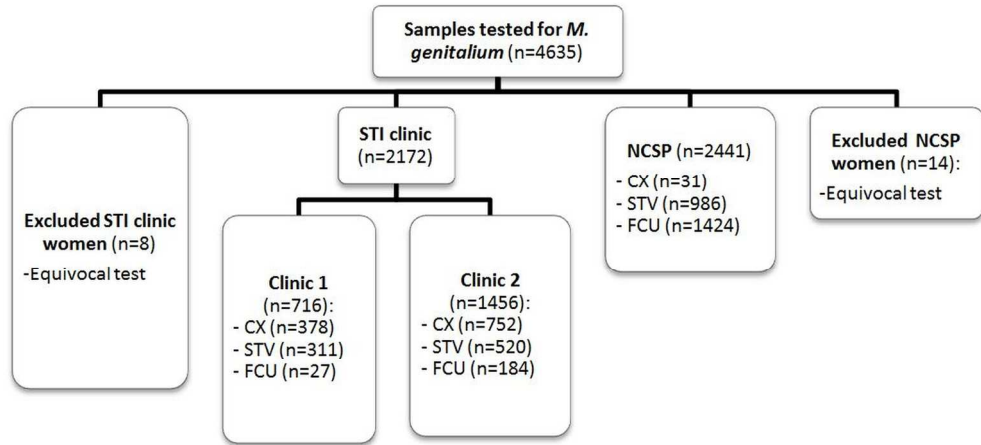 Samples tested for M.
genitalium (n=4635)
Excluded STI clinic
women (n=8)
-Equivocal test
STI clinic
(n=2172)
Clinic 1
(n=716):
- CX (n=378)
- STV (n=311)
- FCU (n=27)
Clinic 2
(n=1456):
- CX (n=752)
- STV (n=520)
- FCU (n=184)
NCSP (n=2441)
- CX (n=31)
- STV (n=986)
- FCU (n=1424)
Excluded NCSP
women (n=14):
-Equivocal test